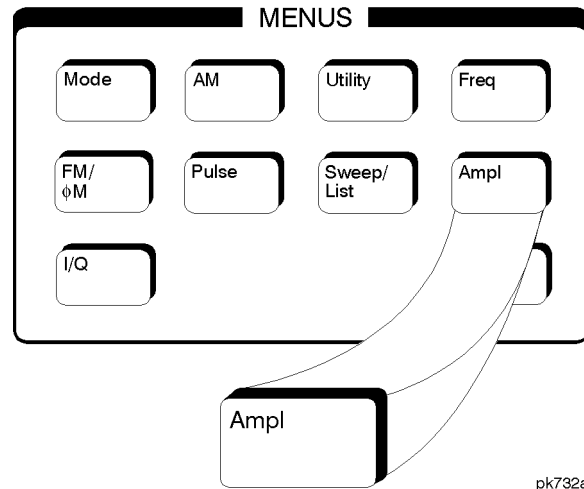 MENUS
Mode
AM
Utility
Freq
FM/
ϕM
Pulse
Sweep/
List
Ampl
I/Q
Ampl
pk732a